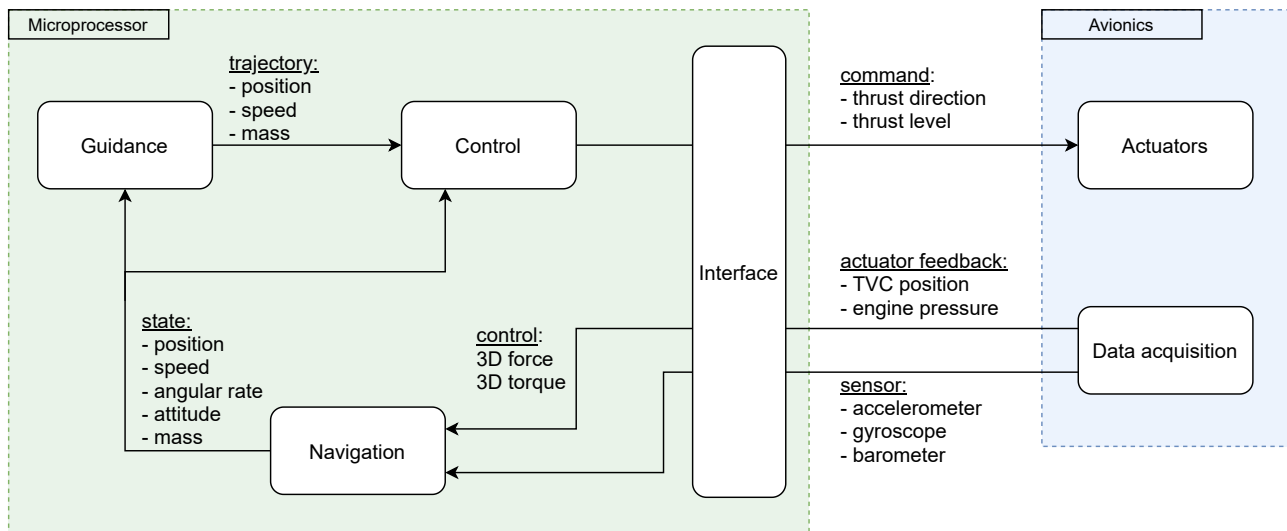 Microprocessor
Avionics
trajectory:
- position
- speed
- mass
command:
- thrust direction
- thrust level
Guidance
Control
Actuators
Interface
actuator feedback:
- TVC position
- engine pressure
state:
- position
- speed
- angular rate
- attitude
- mass
control:
3D force
3D torque
Data acquisition
sensor:
- accelerometer
- gyroscope
- barometer
Navigation